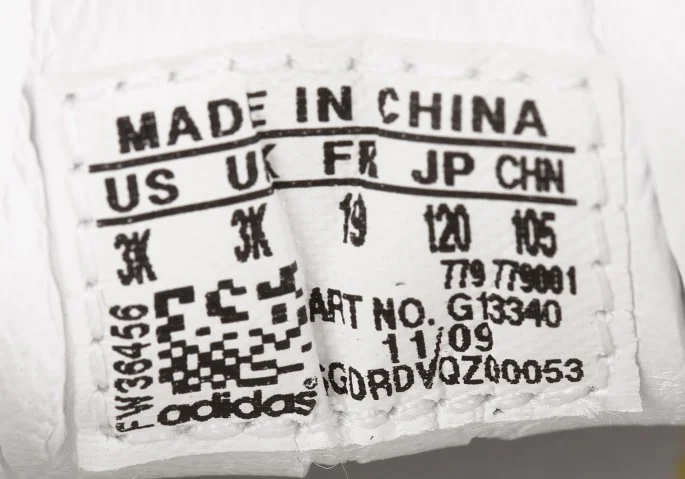 MADE IN CHINA
US UK FR JP CHN
3K 3K 19 120 105
779 779001
ART NO. G13340
11/09
FW36456
adidas